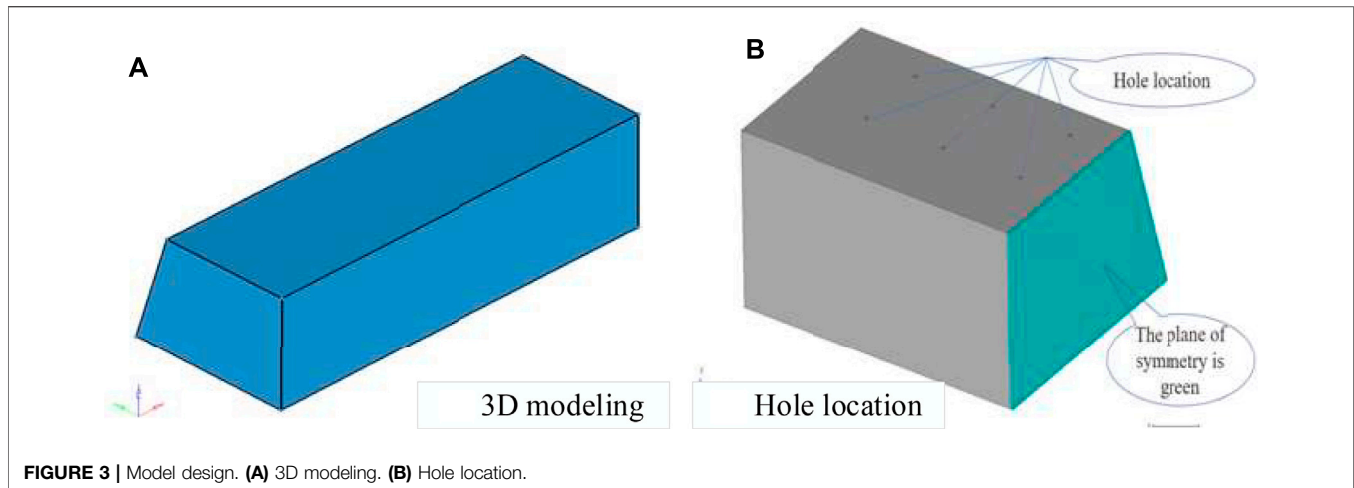 A
B
Hole location
The plane of
symmetry is
green
3D modeling
Hole location
FIGURE 3 | Model design. (A) 3D modeling. (B) Hole location.